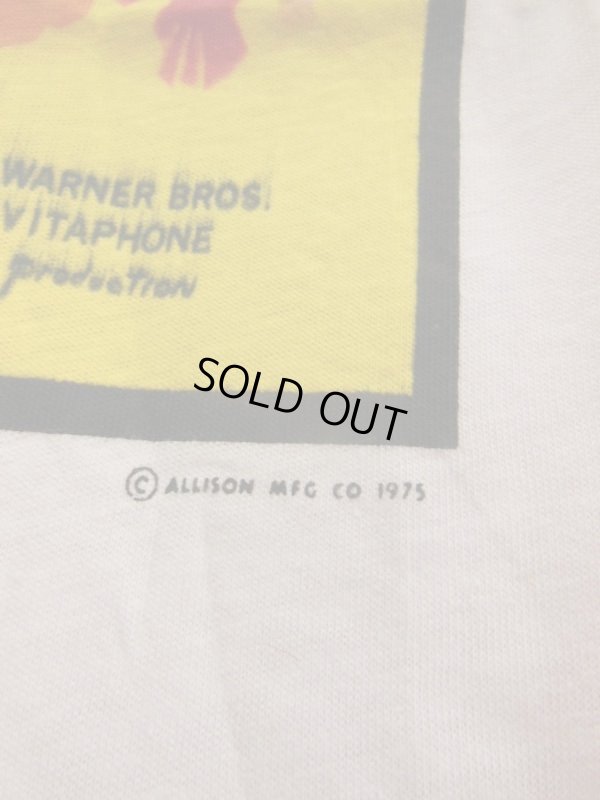 WARNER BROS.
VITAPHONE
production
SOLD OUT
© ALLISON MFG CO 1975